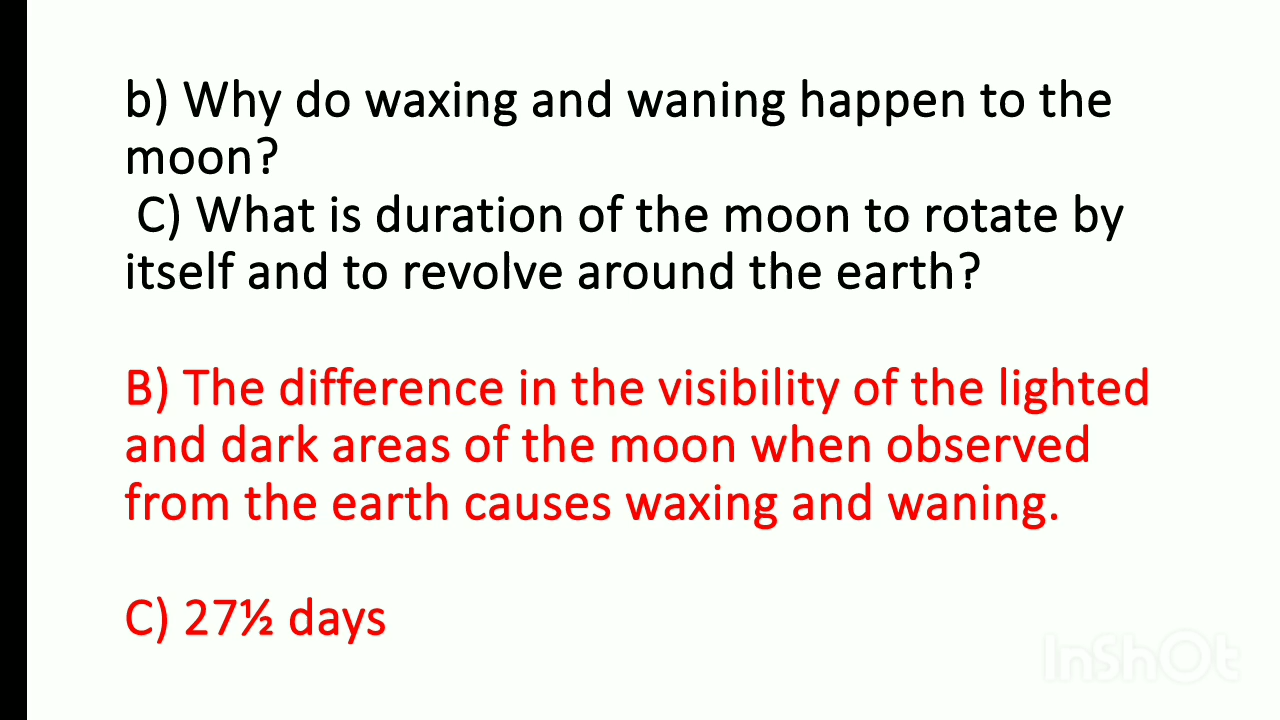 b) Why do waxing and waning happen to the
moon?
C) What is duration of the moon to rotate by
itself and to revolve around the earth?
B) The difference in the visibility of the lighted
and dark areas of the moon when observed
from the earth causes waxing and waning.
C) 27½ days
InShOt